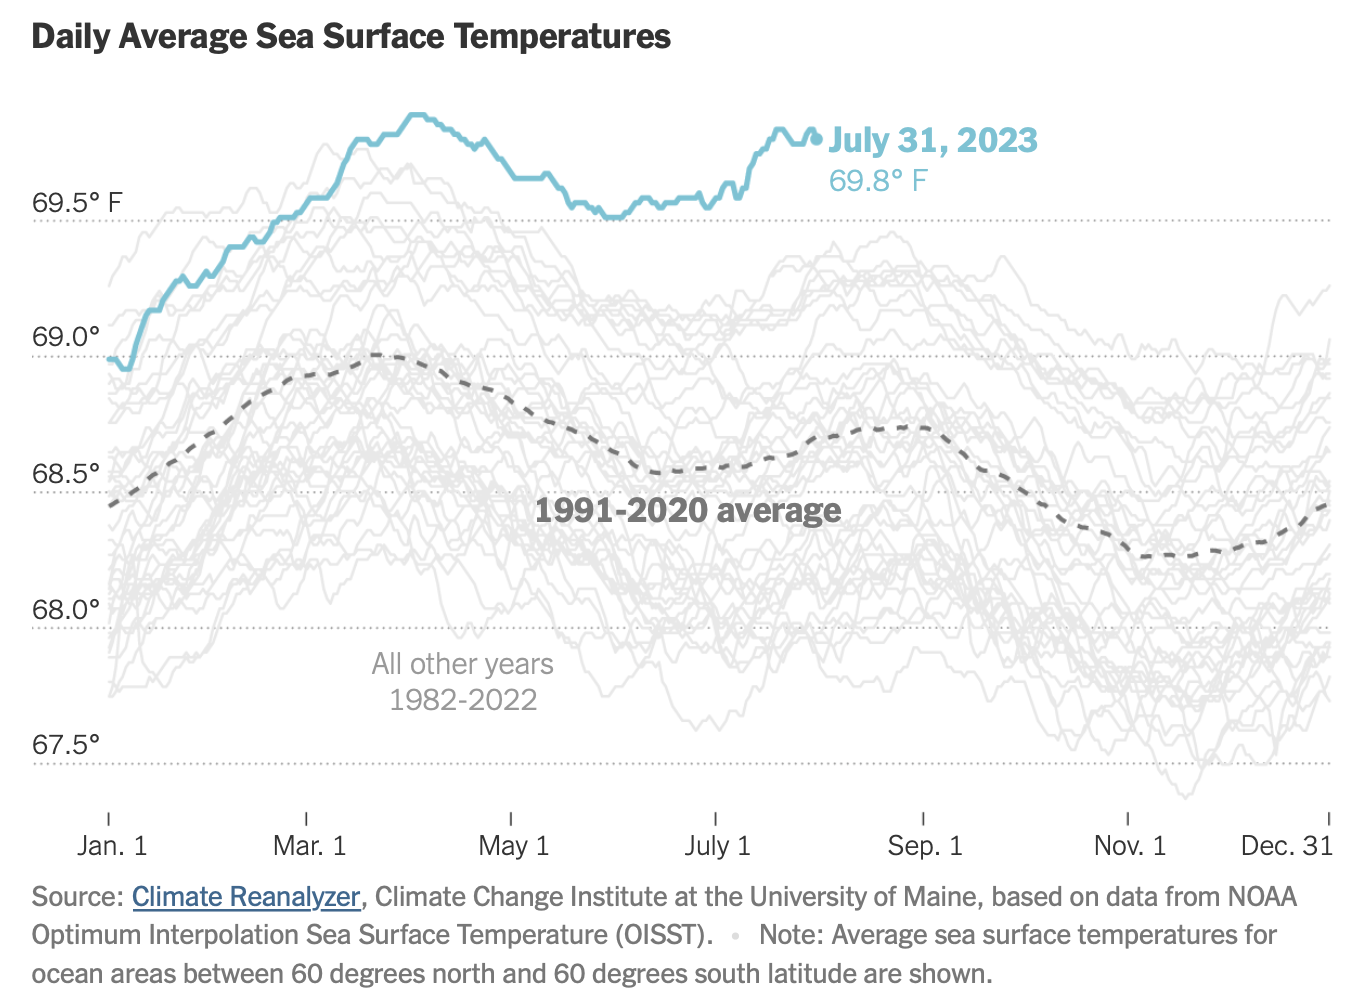 Daily Average Sea Surface Temperatures
July 31, 2023
69.8° F
69.5° F
69.0°
68.5°
1991-2020 average
68.0°
All other years
1982-2022
67.5°
Jan. 1 Mar. 1 May 1 July 1 Sep. 1 Nov. 1 Dec. 31
Source: Climate Reanalyzer, Climate Change Institute at the University of Maine, based on data from NOAA
Optimum Interpolation Sea Surface Temperature (OISST). • Note: Average sea surface temperatures for
ocean areas between 60 degrees north and 60 degrees south latitude are shown.